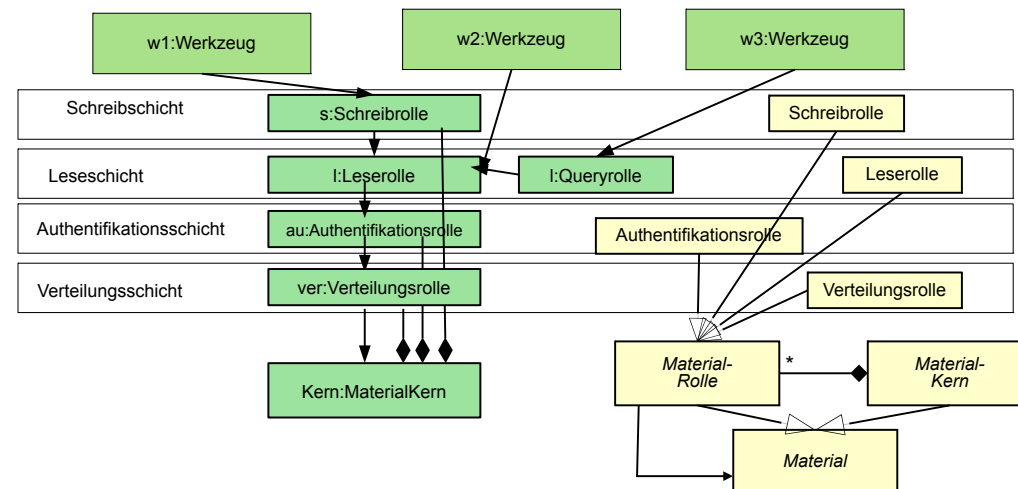 w1:Werkzeug
w2:Werkzeug
w3:Werkzeug
Schreibschicht
s:Schreibrolle
Schreibrolle
Leseschicht
l:Leserolle
l:Queryrolle
Leserolle
Authentifikationsschicht
au:Authentifikationsrolle
Authentifikationsrolle
Verteilungsschicht
ver:Verteilungsrolle
Verteilungsrolle
Kern:MaterialKern
Material-
Rolle
*
Material-
Kern
Material